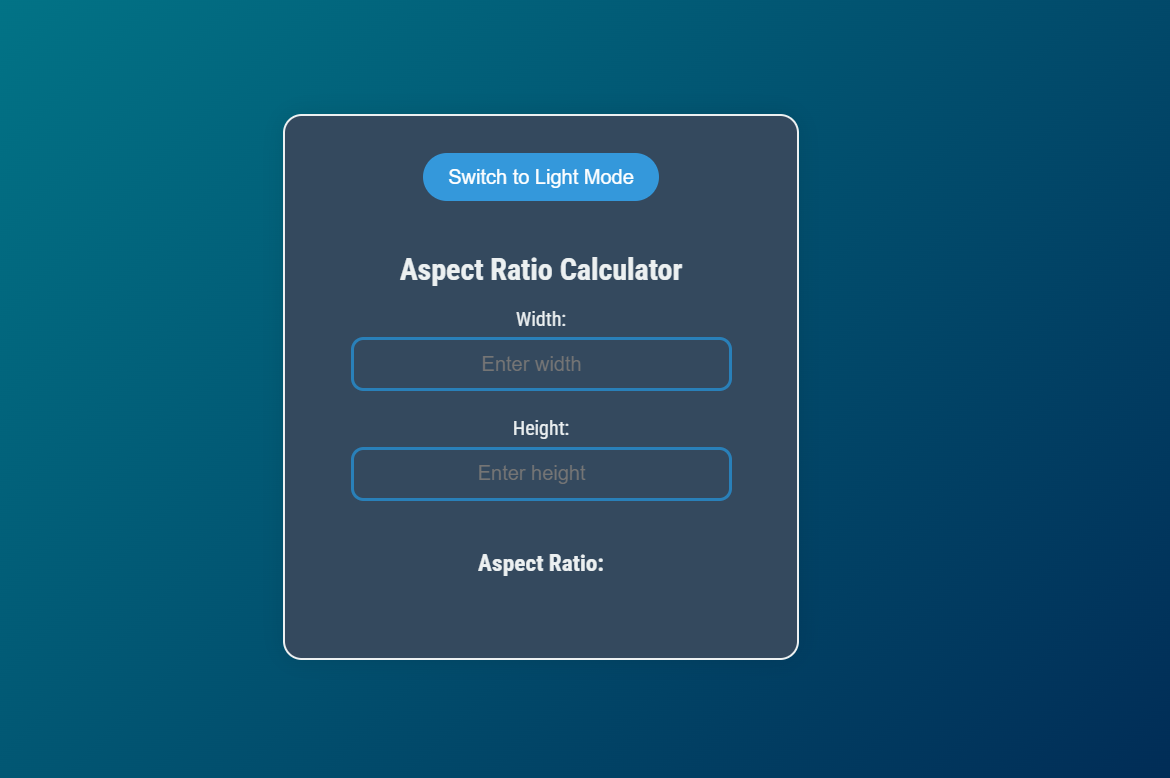 Switch to Light Mode
Aspect Ratio Calculator
Width:
Enter width
Height:
Enter height
Aspect Ratio: